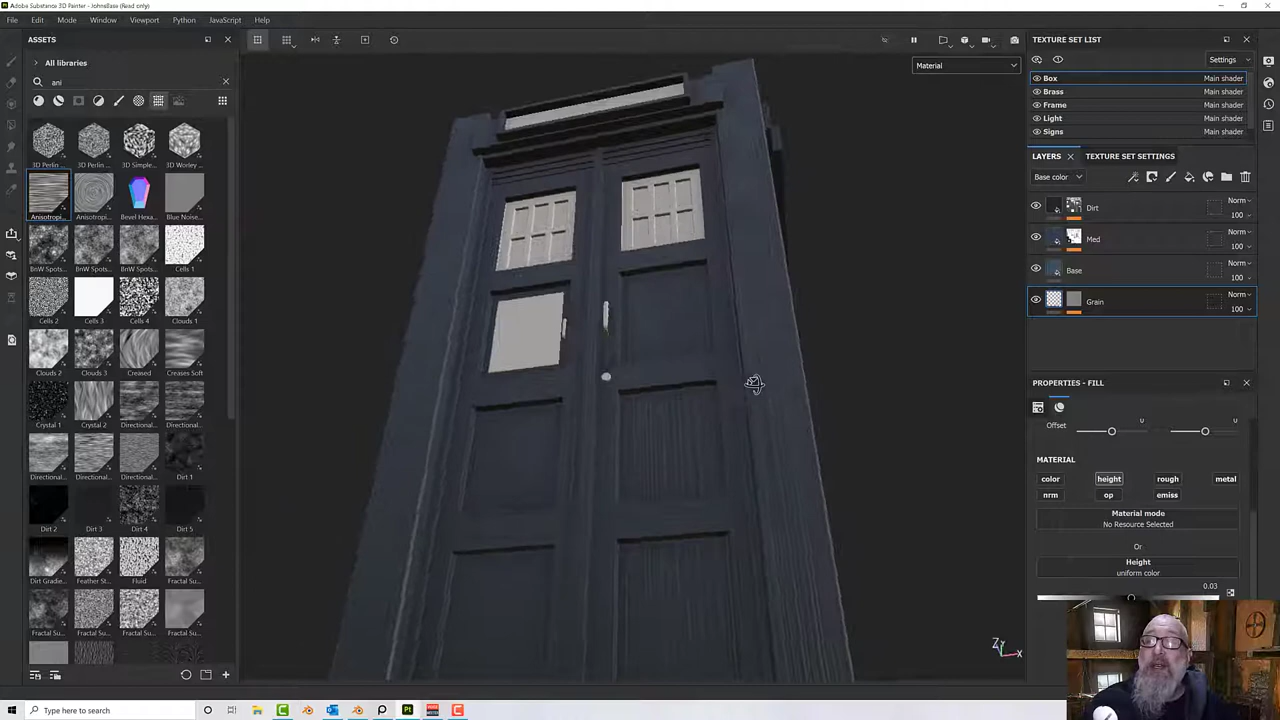 Adobe Substance 3D Painter - JohnsBase (Read only)
File Edit Mode Window Viewport Python JavaScript Help
ASSETS
All libraries
ani
3D Perlin ... 3D Perlin ... 3D Simple... 3D Worley ...
Anisotropi... Anisotropi... Bevel Hexa... Blue Noise...
BnW Spots... BnW Spots... BnW Spots... Cells 1
Cells 2 Cells 3 Cells 4 Clouds 1
Clouds 2 Clouds 3 Creased Creases Soft
Crystal 1 Crystal 2 Directional... Directional...
Directional... Directional... Directional... Dirt 1
Dirt 2 Dirt 3 Dirt 4 Dirt 5
Dirt Gradie... Feather St... Fluid Fractal Su...
Fractal Su... Fractal Su... Fractal Su... Fractal Su...
Material
Z Y X
TEXTURE SET LIST
Settings
Box Main shader
Brass Main shader
Frame Main shader
Light Main shader
Signs Main shader
LAYERS TEXTURE SET SETTINGS
Base color
Dirt Norm 100
Med Norm 100
Base Norm 100
Grain Norm 100
PROPERTIES - FILL
Offset 0 0
MATERIAL
color height rough metal
nrm op emiss
Material mode
No Resource Selected
Or
Height
uniform color
0.03
Type here to search
Pt